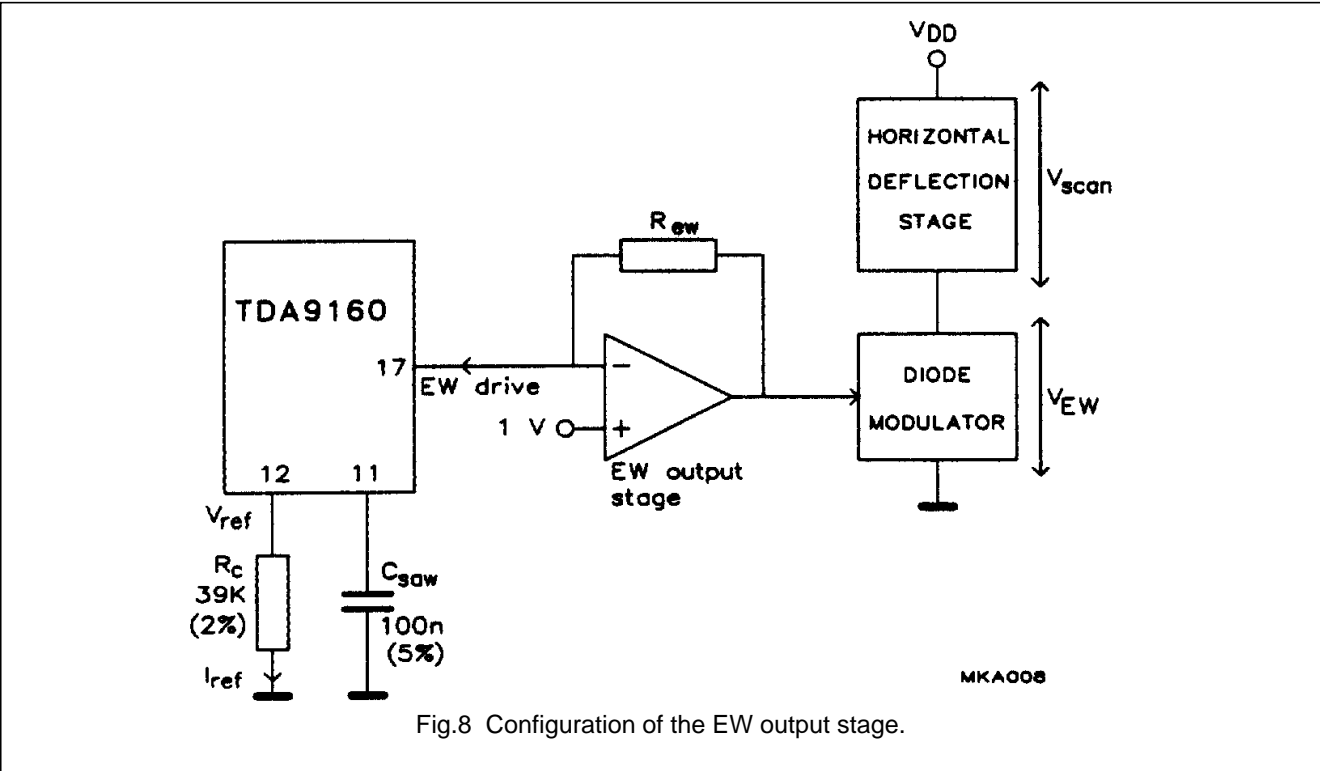 VDD
HORIZONTAL
DEFLECTION
STAGE
Vscan
Rew
TDA9160
17
EW drive
−
1 V
+
EW output
stage
DIODE
MODULATOR
VEW
12
11
Vref
Rc
39K
(2%)
Iref
Csaw
100n
(5%)
MKA008
Fig.8 Configuration of the EW output stage.